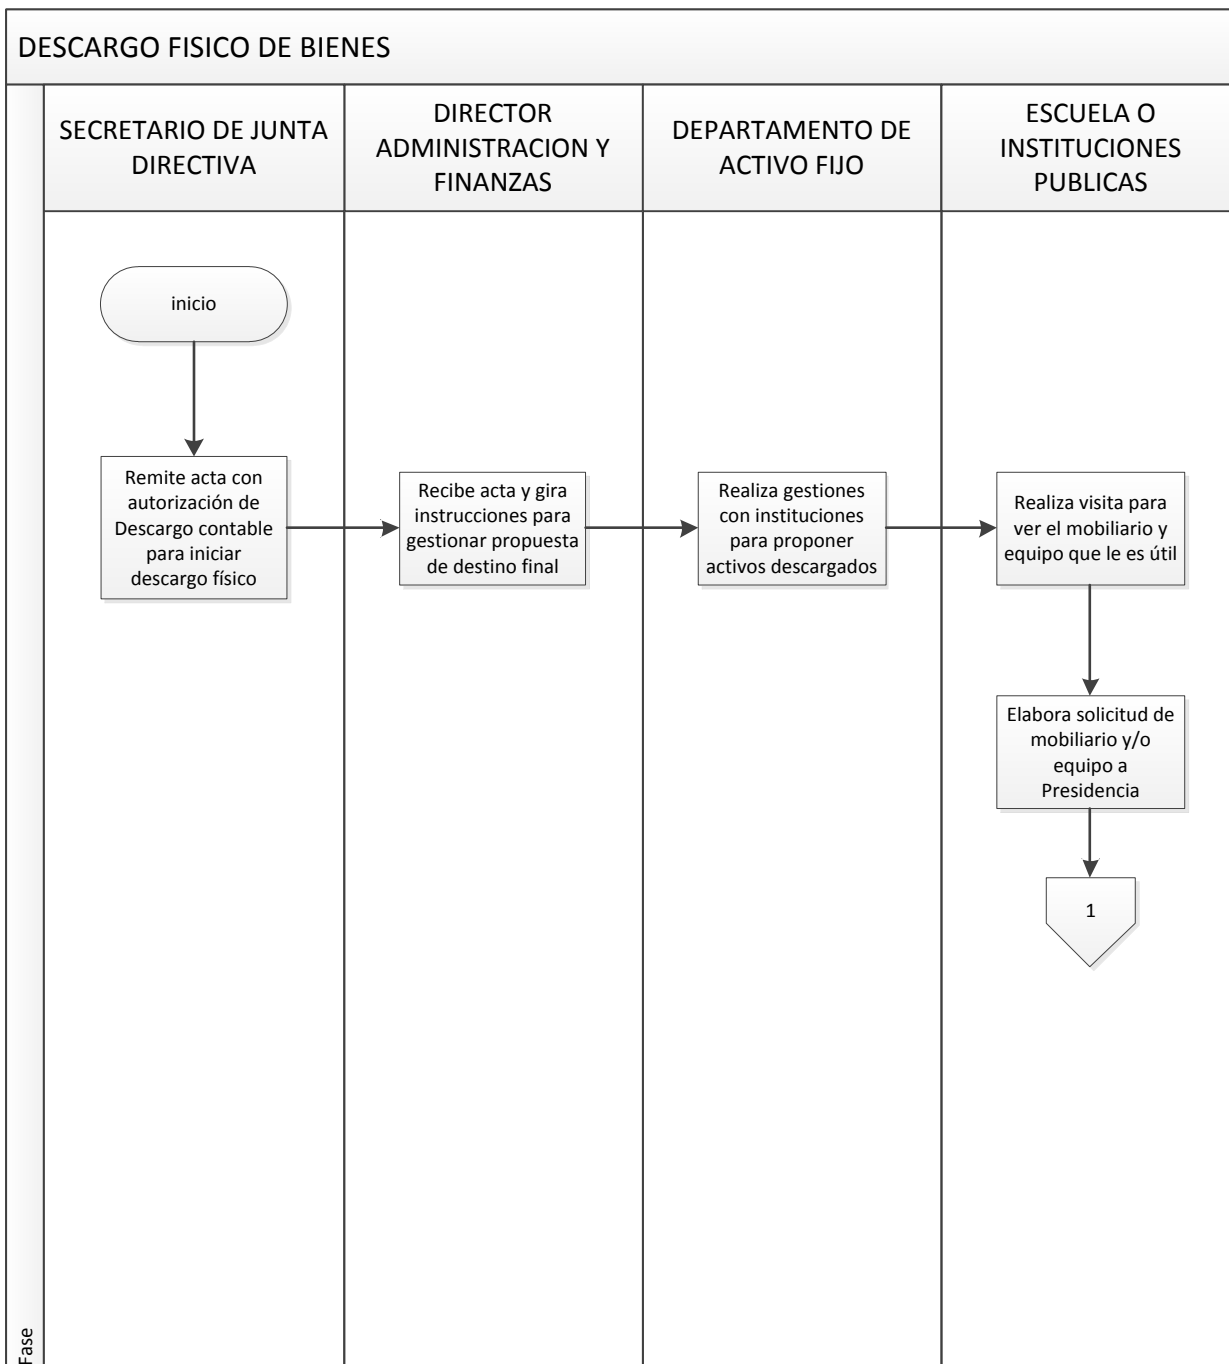 DESCARGO FISICO DE BIENES
SECRETARIO DE JUNTA
DIRECTIVA
DIRECTOR
ADMINISTRACION Y
FINANZAS
DEPARTAMENTO DE
ACTIVO FIJO
ESCUELA O
INSTITUCIONES
PUBLICAS
inicio
Remite acta con
autorización de
Descargo contable
para iniciar
descargo físico
Recibe acta y gira
instrucciones para
gestionar propuesta
de destino final
Realiza gestiones
con instituciones
para proponer
activos descargados
Realiza visita para
ver el mobiliario y
equipo que le es útil
Elabora solicitud de
mobiliario y/o
equipo a
Presidencia
1
Fase